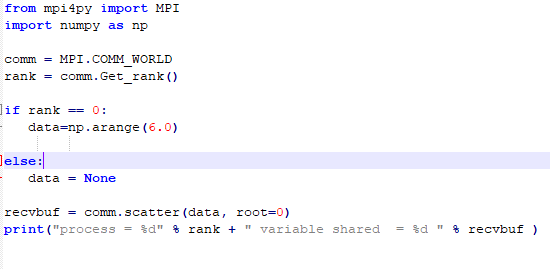 from mpi4py import MPI
import numpy as np
comm = MPI.COMM_WORLD
rank = comm.Get_rank()
if rank == 0:
data=np.arange(6.0)
else:
data = None
recvbuf = comm.scatter(data, root=0)
print("process = %d" % rank + " variable shared  = %d " % recvbuf )